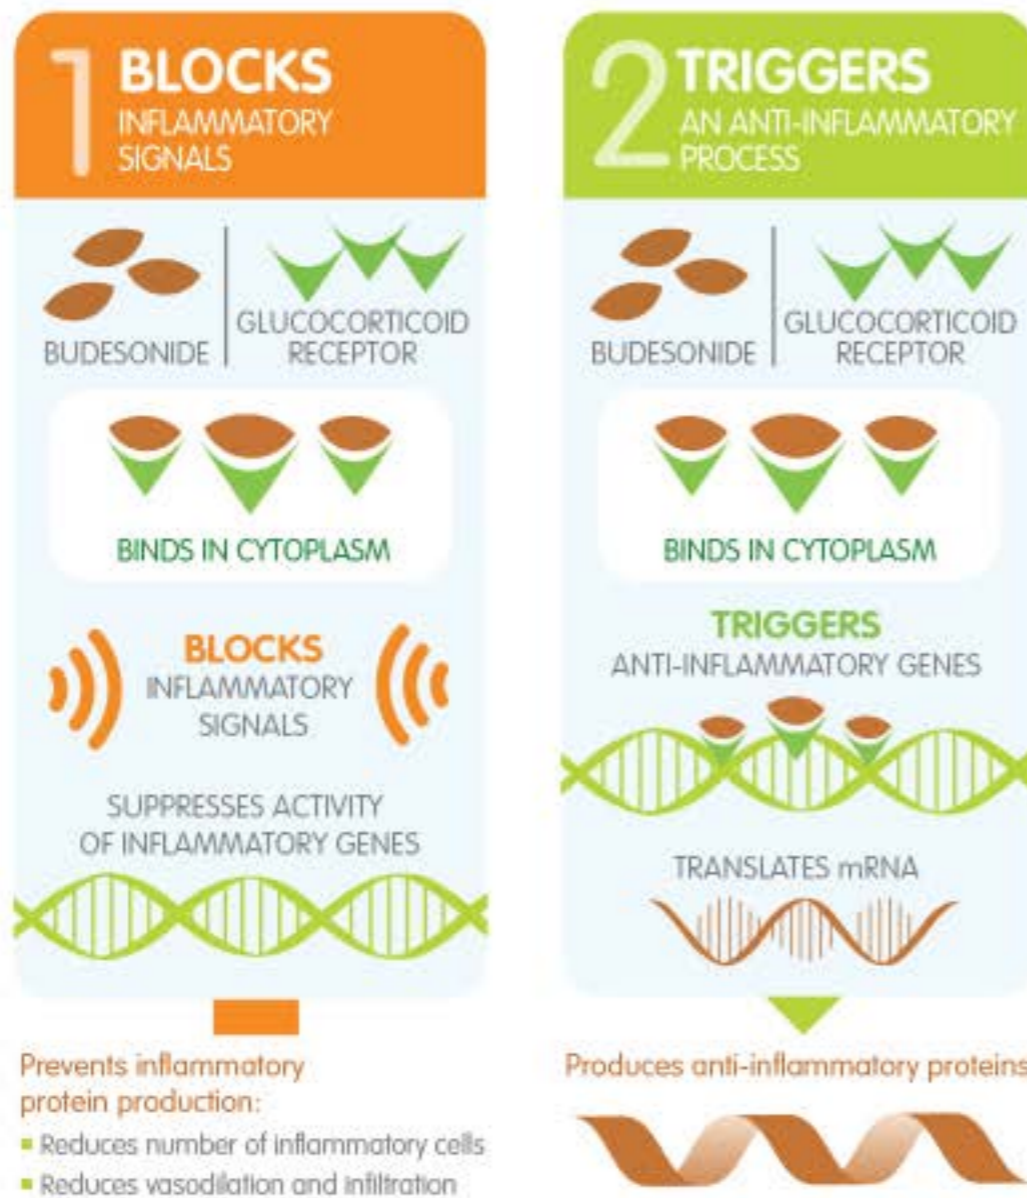 1 BLOCKS
INFLAMMATORY
SIGNALS
BUDESONIDE
GLUCOCORTICOID
RECEPTOR
BINDS IN CYTOPLASM
BLOCKS
INFLAMMATORY
SIGNALS
SUPPRESSES ACTIVITY
OF INFLAMMATORY GENES
Prevents inflammatory
protein production:
Reduces number of inflammatory cells
Reduces vasodilation and infiltration
2 TRIGGERS
AN ANTI-INFLAMMATORY
PROCESS
BUDESONIDE
GLUCOCORTICOID
RECEPTOR
BINDS IN CYTOPLASM
TRIGGERS
ANTI-INFLAMMATORY GENES
TRANSLATES mRNA
Produces anti-inflammatory proteins